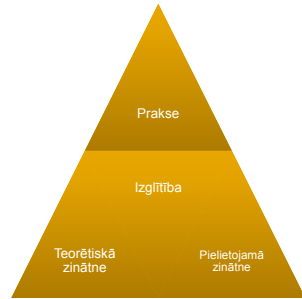 Prakse
Izglītība
Teorētiskā
zinātne
Pielietojamā
zinātne